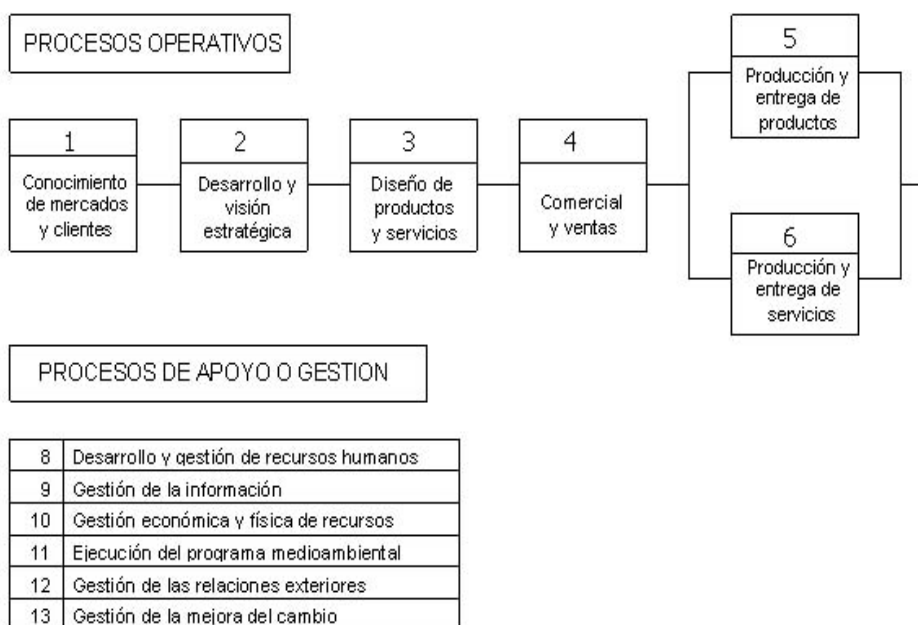 PROCESOS OPERATIVOS
1
Conocimiento
de mercados
y clientes
2
Desarrollo y
visión
estratégica
3
Diseño de
productos
y servicios
4
Comercial
y ventas
5
Producción y
entrega de
productos
6
Producción y
entrega de
servicios
PROCESOS DE APOYO O GESTION
8 Desarrollo y gestión de recursos humanos
9 Gestión de la información
10 Gestión económica y física de recursos
11 Ejecución del programa medioambiental
12 Gestión de las relaciones exteriores
13 Gestión de la mejora del cambio